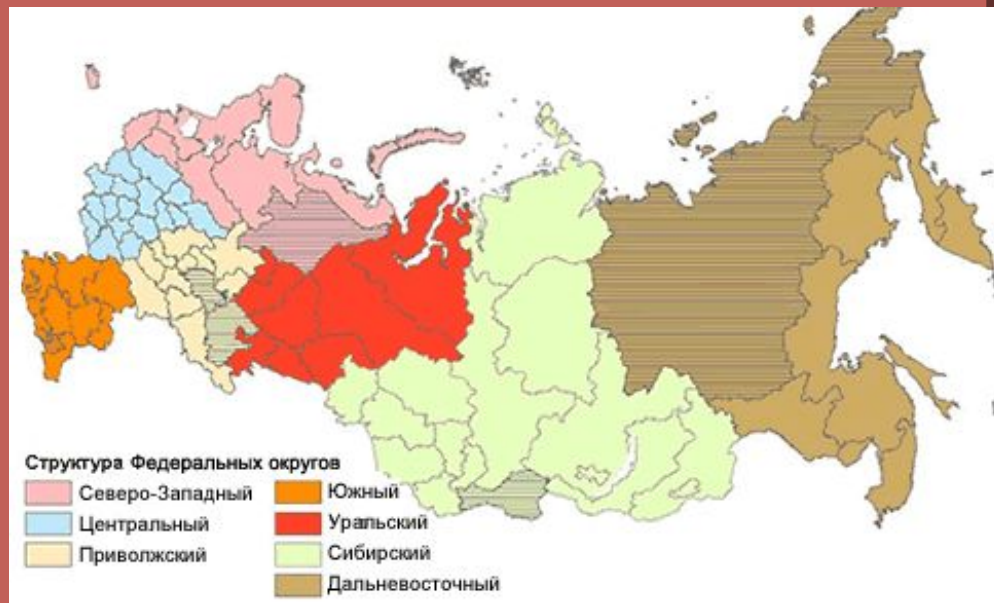 Структура Федеральных округов
Северо-Западный
Центральный
Приволжский
Южный
Уральский
Сибирский
Дальневосточный